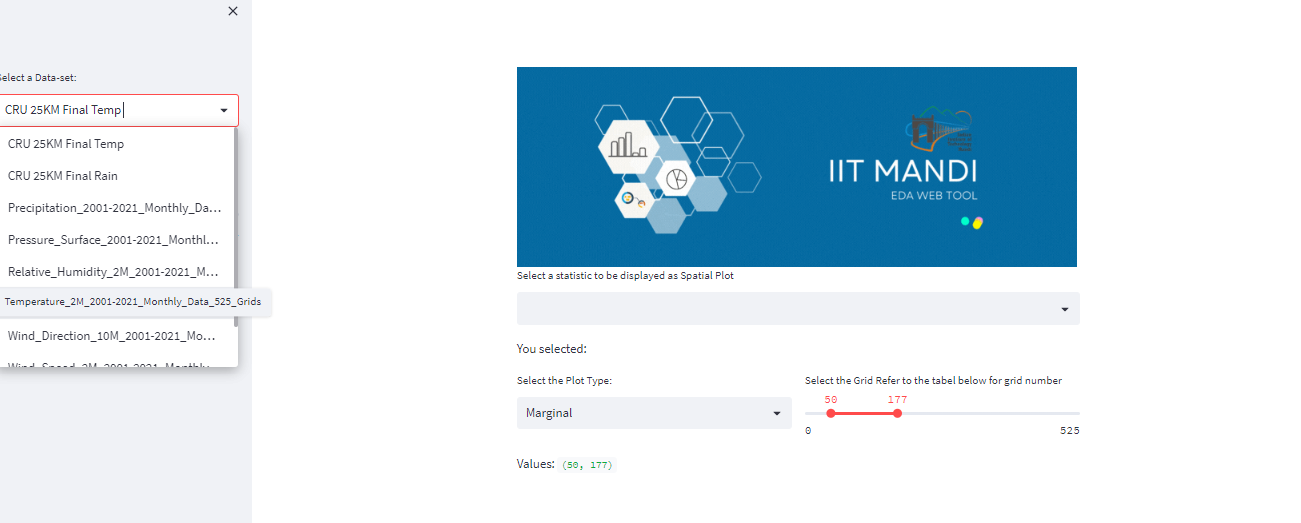 Select a Data-set:
CRU 25KM Final Temp
CRU 25KM Final Temp
CRU 25KM Final Rain
Precipitation_2001-2021_Monthly_Da...
Pressure_Surface_2001-2021_Monthl...
Relative_Humidity_2M_2001-2021_M...
Temperature_2M_2001-2021_Monthly_Data_525_Grids
Wind_Direction_10M_2001-2021_Mo...
Wind_Speed_2M_2001-2021_Monthly
IIT MANDI
EDA WEB TOOL
Select a statistic to be displayed as Spatial Plot
You selected:
Select the Plot Type:
Marginal
Select the Grid Refer to the tabel below for grid number
50 177
0 525
Values: (50, 177)